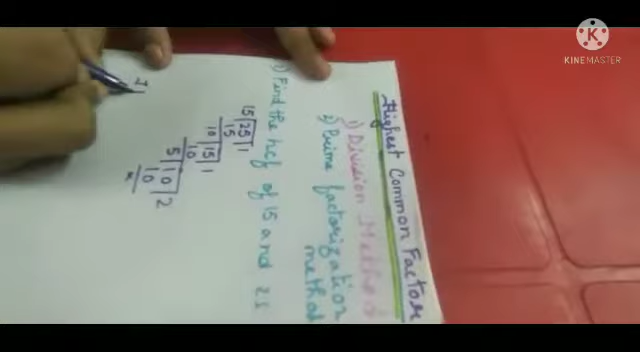 Highest Common Factor
1) Division Method
2) Prime factorization method
1) Find the hcf of 15 and 25
15 25 1
15
10 15 1
10
5 10 2
10
x
K
KINEMASTER